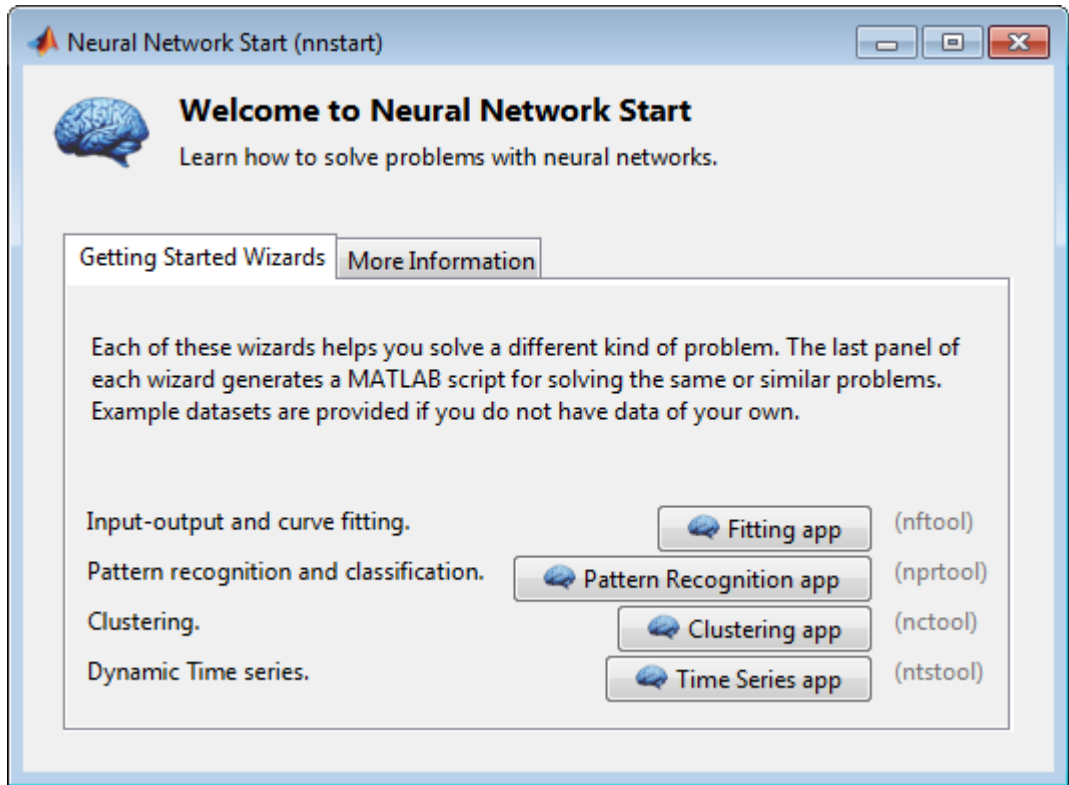 Neural Network Start (nnstart)
Welcome to Neural Network Start
Learn how to solve problems with neural networks.
Getting Started Wizards More Information
Each of these wizards helps you solve a different kind of problem. The last panel of
each wizard generates a MATLAB script for solving the same or similar problems.
Example datasets are provided if you do not have data of your own.
Input-output and curve fitting. Fitting app (nftool)
Pattern recognition and classification. Pattern Recognition app (nprtool)
Clustering. Clustering app (nctool)
Dynamic Time series. Time Series app (ntstool)